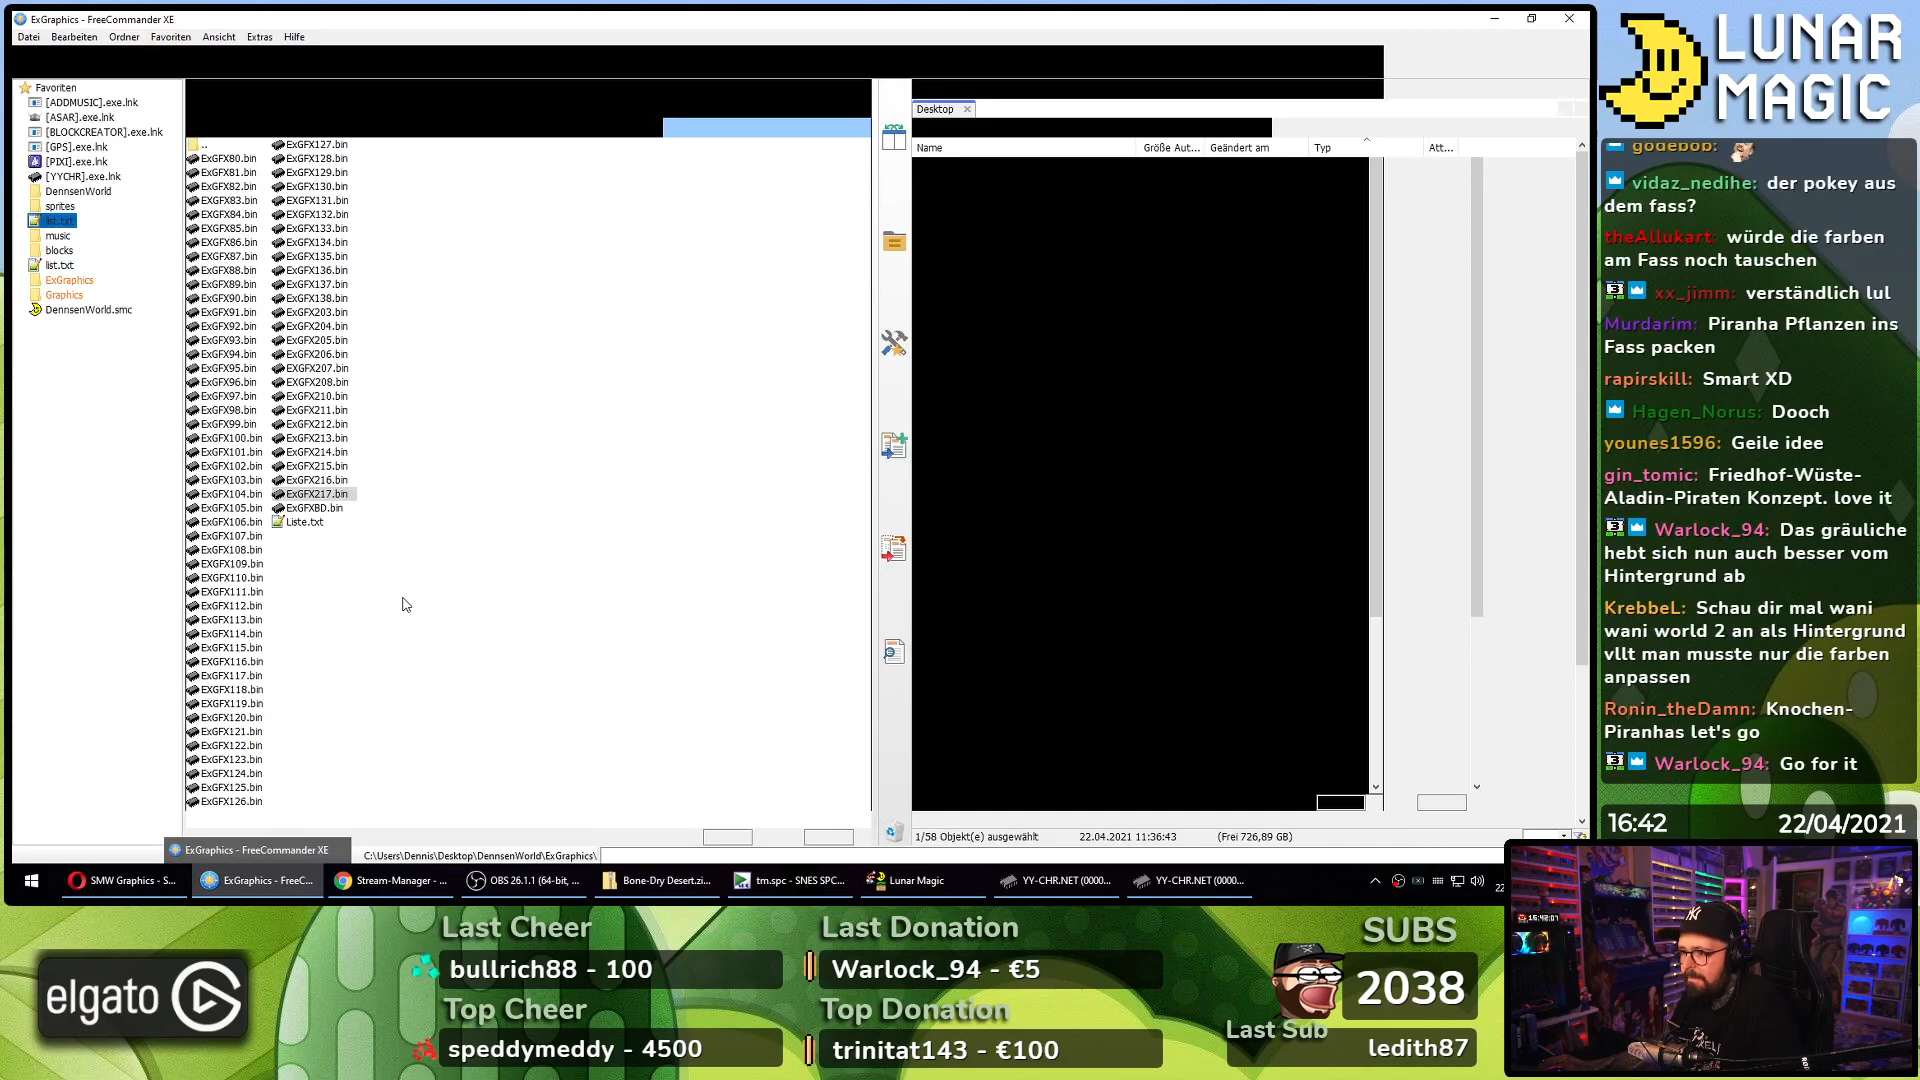 ExGraphics - FreeCommander XE
Datei Bearbeiten Ordner Favoriten Ansicht Extras Hilfe
Favoriten
[ADDMUSIC].exe.lnk
[ASAR].exe.lnk
[BLOCKCREATOR].exe.lnk
[GPS].exe.lnk
[PIXI].exe.lnk
[YYCHR].exe.lnk
DennsenWorld
sprites
list.txt
music
blocks
list.txt
ExGraphics
Graphics
DennsenWorld.smc
..
ExGFX80.bin
ExGFX81.bin
ExGFX82.bin
ExGFX83.bin
ExGFX84.bin
ExGFX85.bin
ExGFX86.bin
ExGFX87.bin
ExGFX88.bin
ExGFX89.bin
ExGFX90.bin
ExGFX91.bin
ExGFX92.bin
ExGFX93.bin
ExGFX94.bin
ExGFX95.bin
ExGFX96.bin
ExGFX97.bin
ExGFX98.bin
ExGFX99.bin
ExGFX100.bin
ExGFX101.bin
ExGFX102.bin
ExGFX103.bin
ExGFX104.bin
ExGFX105.bin
ExGFX106.bin
ExGFX107.bin
ExGFX108.bin
EXGFX109.bin
EXGFX110.bin
EXGFX111.bin
ExGFX112.bin
ExGFX113.bin
ExGFX114.bin
ExGFX115.bin
EXGFX116.bin
EXGFX117.bin
EXGFX118.bin
EXGFX119.bin
ExGFX120.bin
ExGFX121.bin
ExGFX122.bin
ExGFX123.bin
ExGFX124.bin
ExGFX125.bin
ExGFX126.bin
ExGFX127.bin
ExGFX128.bin
ExGFX129.bin
ExGFX130.bin
ExGFX131.bin
ExGFX132.bin
ExGFX133.bin
ExGFX134.bin
ExGFX135.bin
ExGFX136.bin
ExGFX137.bin
ExGFX138.bin
ExGFX203.bin
ExGFX204.bin
ExGFX205.bin
ExGFX206.bin
ExGFX207.bin
ExGFX208.bin
ExGFX210.bin
ExGFX211.bin
ExGFX212.bin
ExGFX213.bin
ExGFX214.bin
ExGFX215.bin
ExGFX216.bin
ExGFX217.bin
ExGFXBD.bin
Liste.txt
Desktop
Name Größe Aut... Geändert am Typ Att...
1/58 Objekt(e) ausgewählt 22.04.2021 11:36:43 (Frei 726,89 GB)
ExGraphics - FreeCommander XE
C:\Users\Dennis\Desktop\DennsenWorld\ExGraphics\
SMW Graphics - S... ExGraphics - FreeC... Stream-Manager - ... OBS 26.1.1 (64-bit, ... Bone-Dry Desert.zi... tm.spc - SNES SPC... Lunar Magic YY-CHR.NET (0000... YY-CHR.NET (0000...
LUNAR
MAGIC
godebob:
vidaz_nedihe: der pokey aus
dem fass?
theAllukart: würde die farben
am Fass noch tauschen
xx_jimm: verständlich lul
Murdarim: Piranha Pflanzen ins
Fass packen
rapirskill: Smart XD
Hagen_Norus: Dooch
younes1596: Geile idee
gin_tomic: Friedhof-Wüste-
Aladin-Piraten Konzept. love it
Warlock_94: Das gräuliche
hebt sich nun auch besser vom
Hintergrund ab
KrebbeL: Schau dir mal wani
wani world 2 an als Hintergrund
vllt man musste nur die farben
anpassen
Ronin_theDamn: Knochen-
Piranhas let's go
Warlock_94: Go for it
16:42 22/04/2021
elgato
Last Cheer
bullrich88 - 100
Top Cheer
speddymeddy - 4500
Last Donation
Warlock_94 - €5
Top Donation
trinitat143 - €100
SUBS
2038
Last Sub
ledith87